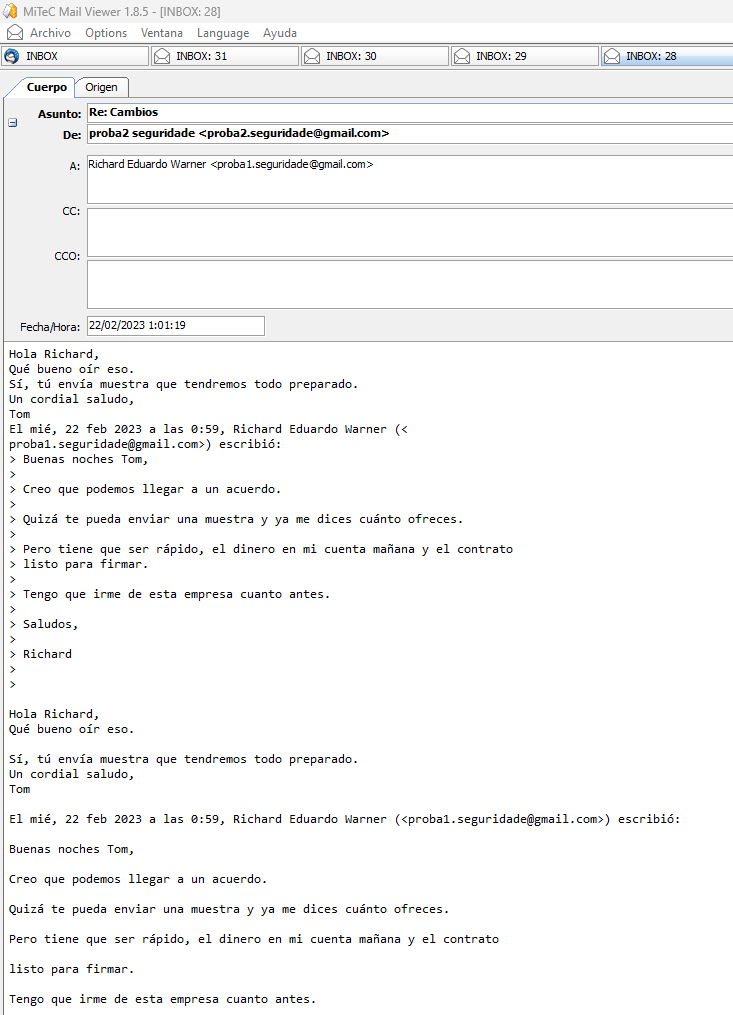 MiTeC Mail Viewer 1.8.5 - [INBOX: 28]
Archivo Options Ventana Language Ayuda
INBOX INBOX: 31 INBOX: 30 INBOX: 29 INBOX: 28
Cuerpo Origen
Asunto: Re: Cambios
De: proba2 seguridade <proba2.seguridade@gmail.com>
A: Richard Eduardo Warner <proba1.seguridade@gmail.com>
CC:
CCO:
Fecha/Hora: 22/02/2023 1:01:19
Hola Richard,
Qué bueno oír eso.
Sí, tú envía muestra que tendremos todo preparado.
Un cordial saludo,
Tom
El mié, 22 feb 2023 a las 0:59, Richard Eduardo Warner (<
proba1.seguridade@gmail.com>) escribió:
> Buenas noches Tom,
>
> Creo que podemos llegar a un acuerdo.
>
> Quizá te pueda enviar una muestra y ya me dices cuánto ofreces.
>
> Pero tiene que ser rápido, el dinero en mi cuenta mañana y el contrato
> listo para firmar.
>
> Tengo que irme de esta empresa cuanto antes.
>
> Saludos,
>
> Richard
>
>
Hola Richard,
Qué bueno oír eso.
Sí, tú envía muestra que tendremos todo preparado.
Un cordial saludo,
Tom
El mié, 22 feb 2023 a las 0:59, Richard Eduardo Warner (<proba1.seguridade@gmail.com>) escribió:
Buenas noches Tom,
Creo que podemos llegar a un acuerdo.
Quizá te pueda enviar una muestra y ya me dices cuánto ofreces.
Pero tiene que ser rápido, el dinero en mi cuenta mañana y el contrato
listo para firmar.
Tengo que irme de esta empresa cuanto antes.